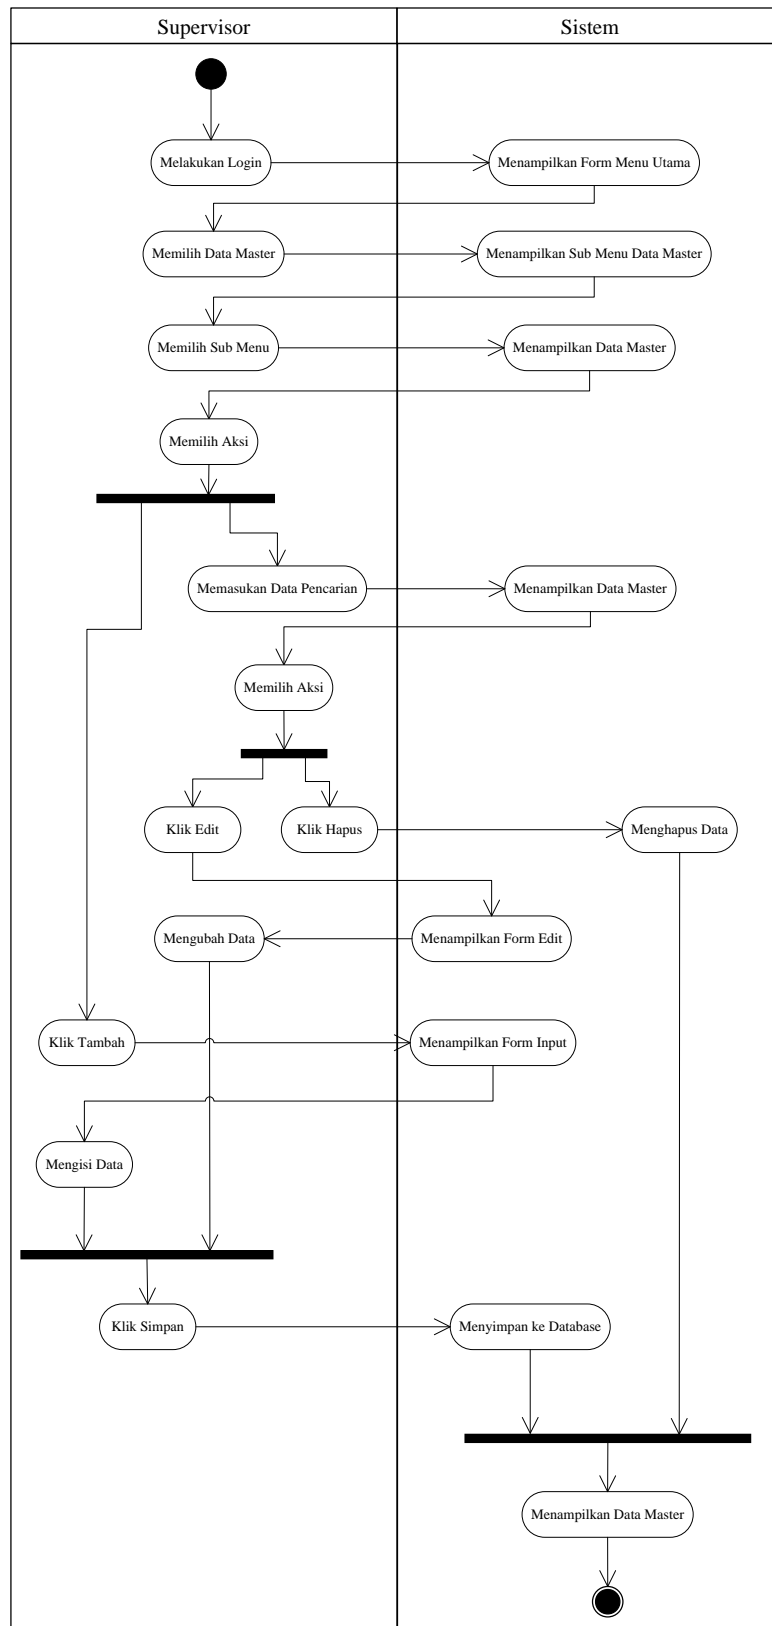 Supervisor
Sistem
Melakukan Login
Menampilkan Form Menu Utama
Memilih Data Master
Menampilkan Sub Menu Data Master
Memilih Sub Menu
Menampilkan Data Master
Memilih Aksi
Memasukan Data Pencarian
Menampilkan Data Master
Memilih Aksi
Klik Edit
Klik Hapus
Menghapus Data
Mengubah Data
Menampilkan Form Edit
Klik Tambah
Menampilkan Form Input
Mengisi Data
Klik Simpan
Menyimpan ke Database
Menampilkan Data Master